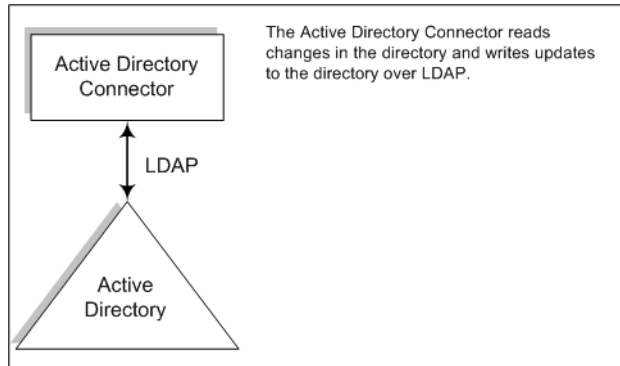 Active Directory
Connector
The Active Directory Connector reads
changes in the directory and writes updates
to the directory over LDAP.
LDAP
Active
Directory